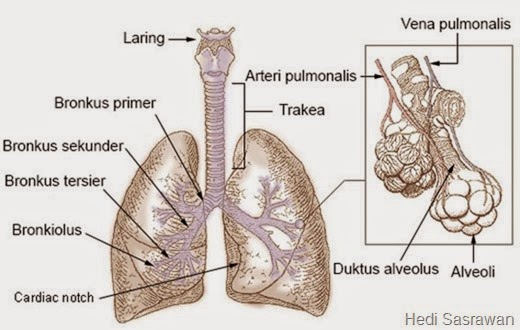 Laring
Vena pulmonalis
Arteri pulmonalis
Bronkus primer
Trakea
Bronkus sekunder
Bronkus tersier
Bronkiolus
Duktus alveolus
Alveoli
Cardiac notch
Hedi Sasrawan